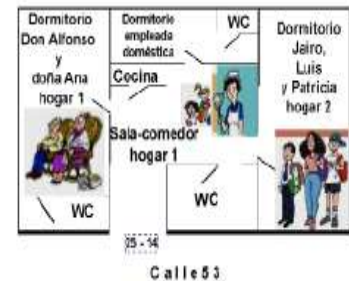 Dormitorio
Don Alfonso
y
doña Ana
hogar 1
WC
Dormitorio
empleada
doméstica
WC
Cocina
Sala-comedor
hogar 1
WC
Dormitorio
Jairo,
Luis
y Patricia
hogar 2
25 - 14
Calle 53